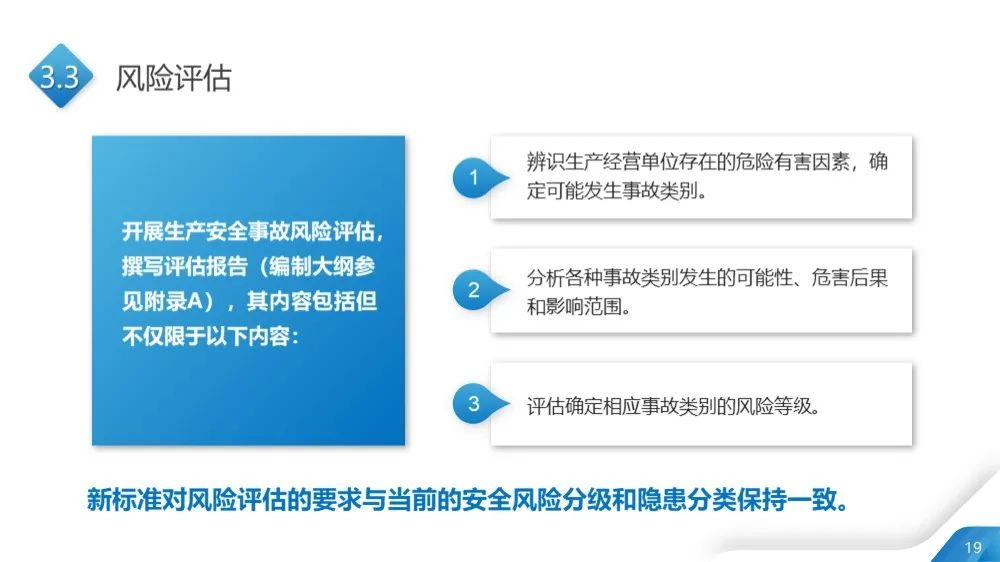 3.3
风险评估
开展生产安全事故风险评估，
撰写评估报告（编制大纲参
见附录A），其内容包括但
不仅限于以下内容：
1
辨识生产经营单位存在的危险有害因素，确
定可能发生事故类别。
2
分析各种事故类别发生的可能性、危害后果
和影响范围。
3
评估确定相应事故类别的风险等级。
新标准对风险评估的要求与当前的安全风险分级和隐患分类保持一致。
19